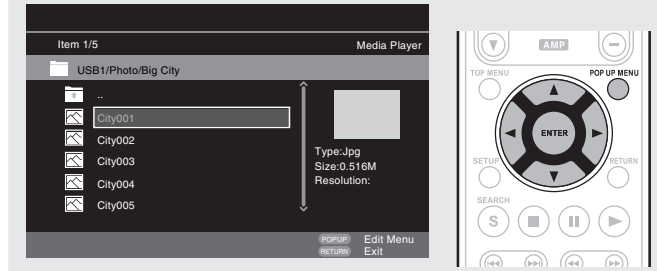 Item 1/5 Media Player
USB1/Photo/Big City
..
City001
City002
City003
City004
City005
Type:Jpg
Size:0.516M
Resolution:
POPUP Edit Menu
RETURN Exit
AMP
TOP MENU POP UP MENU
ENTER
SETUP RETURN
SEARCH
S